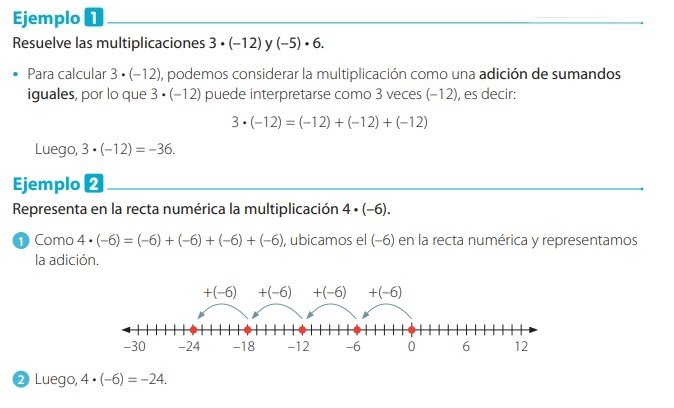 Ejemplo 1
Resuelve las multiplicaciones 3 • (–12) y (–5) • 6.
• Para calcular 3 • (–12), podemos considerar la multiplicación como una adición de sumandos
iguales, por lo que 3 • (–12) puede interpretarse como 3 veces (–12), es decir:
3 • (–12) = (–12) + (–12) + (–12)
Luego, 3 • (–12) = –36.
Ejemplo 2
Representa en la recta numérica la multiplicación 4 • (–6).
1 Como 4 • (–6) = (–6) + (–6) + (–6) + (–6), ubicamos el (–6) en la recta numérica y representamos
la adición.
+(–6) +(–6) +(–6) +(–6)
–30 –24 –18 –12 –6 0 6 12
2 Luego, 4 • (–6) = –24.